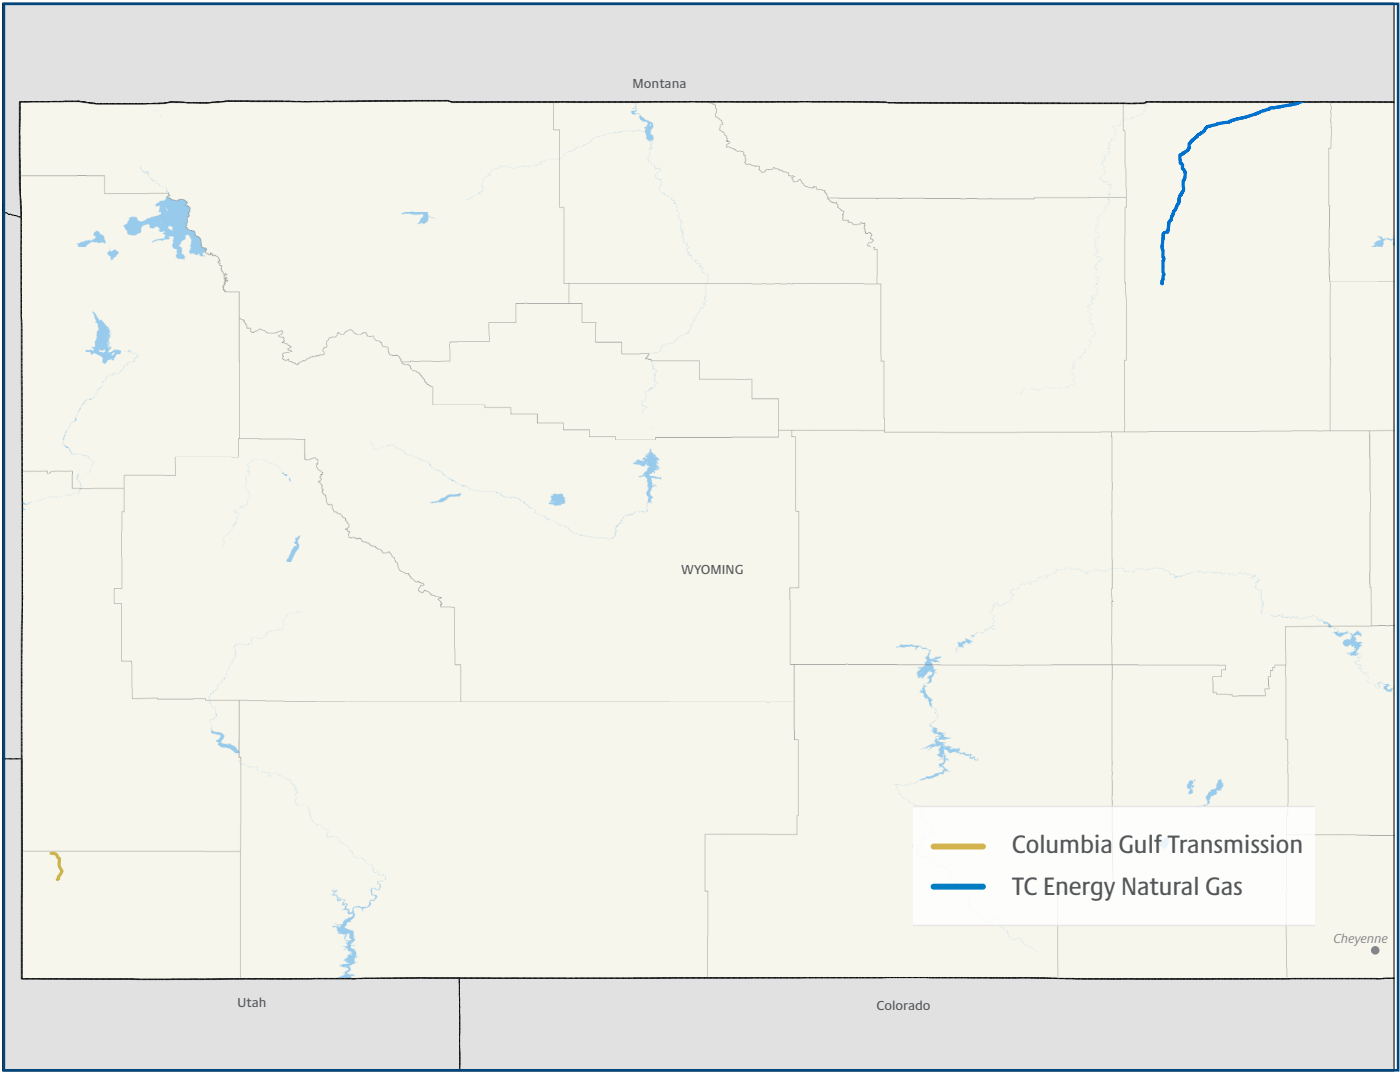 Montana
WYOMING
Columbia Gulf Transmission
TC Energy Natural Gas
Cheyenne
Utah
Colorado